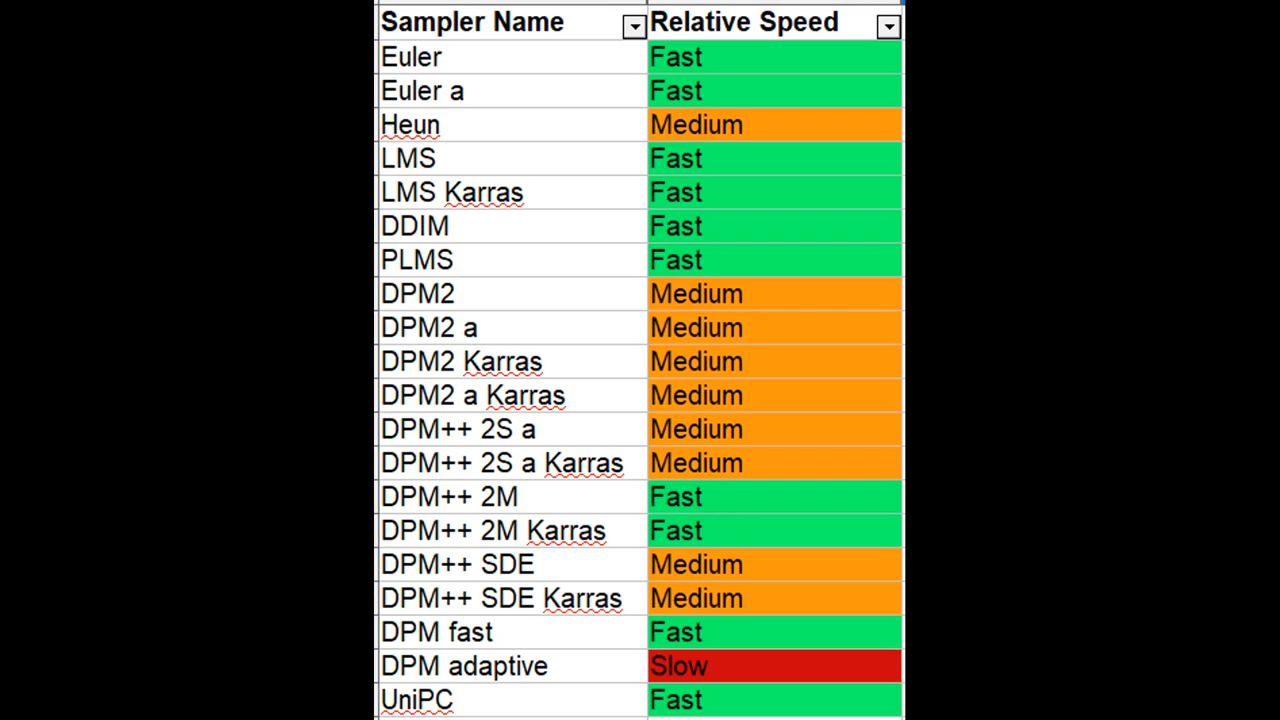 Sampler Name Relative Speed
Euler Fast
Euler a Fast
Heun Medium
LMS Fast
LMS Karras Fast
DDIM Fast
PLMS Fast
DPM2 Medium
DPM2 a Medium
DPM2 Karras Medium
DPM2 a Karras Medium
DPM++ 2S a Medium
DPM++ 2S a Karras Medium
DPM++ 2M Fast
DPM++ 2M Karras Fast
DPM++ SDE Medium
DPM++ SDE Karras Medium
DPM fast Fast
DPM adaptive Slow
UniPC Fast